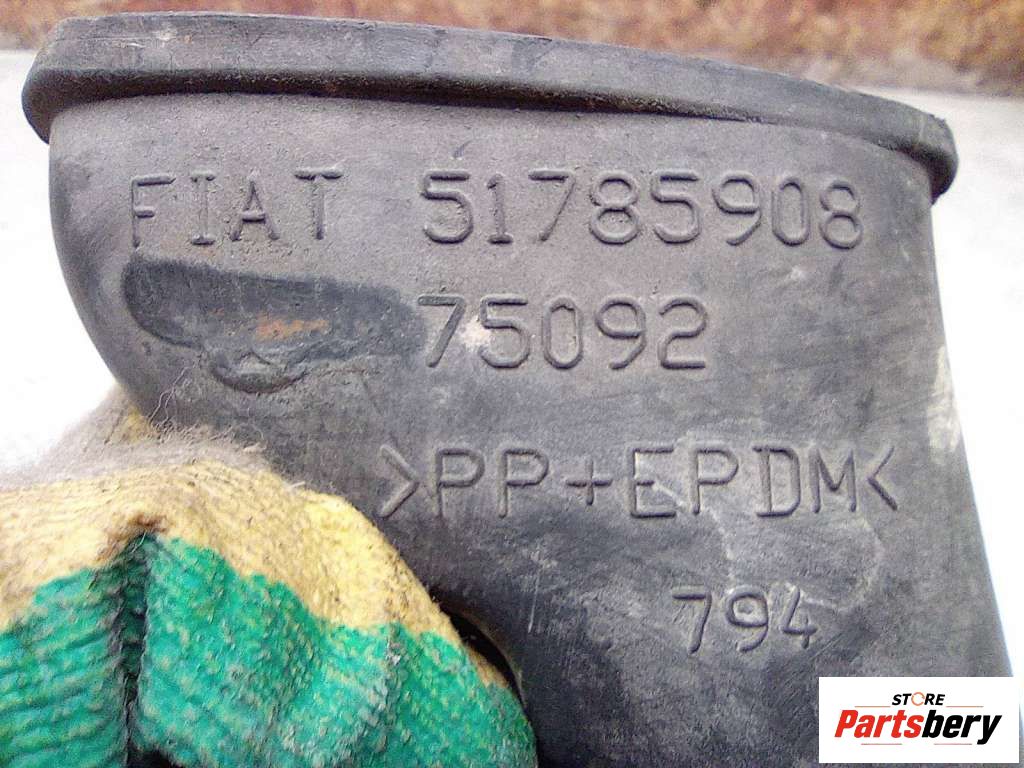 FIAT 51785908
75092
>PP+EPDM<
794
STORE
Partsbery